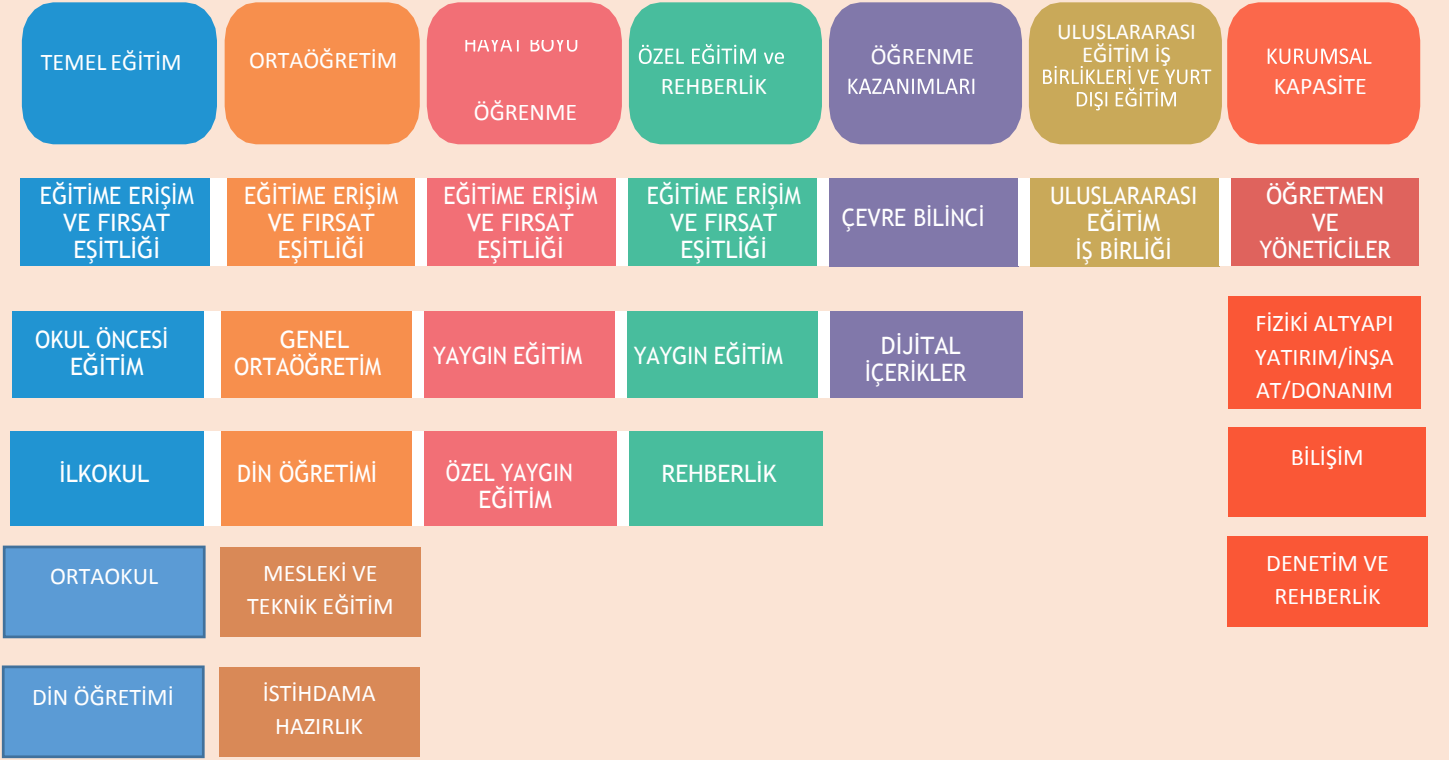 TEMEL EĞİTİM
ORTAÖĞRETİM
HAYAT BOYU
ÖĞRENME
ÖZEL EĞİTİM ve
REHBERLİK
ÖĞRENME
KAZANIMLARI
ULUSLARARASI
EĞİTİM İŞ
BİRLİKLERİ VE YURT
DIŞI EĞİTİM
KURUMSAL
KAPASİTE
EĞİTİME ERİŞİM
VE FIRSAT
EŞİTLİĞİ
EĞİTİME ERİŞİM
VE FIRSAT
EŞİTLİĞİ
EĞİTİME ERİŞİM
VE FIRSAT
EŞİTLİĞİ
EĞİTİME ERİŞİM
VE FIRSAT
EŞİTLİĞİ
ÇEVRE BİLİNCİ
ULUSLARARASI
EĞİTİM
İŞ BİRLİĞİ
ÖĞRETMEN
VE
YÖNETİCİLER
OKUL ÖNCESİ
EĞİTİM
GENEL
ORTAÖĞRETİM
YAYGIN EĞİTİM
YAYGIN EĞİTİM
DİJİTAL
İÇERİKLER
FİZİKİ ALTYAPI
YATIRIM/İNŞA
AT/DONANIM
İLKOKUL
DİN ÖĞRETİMİ
ÖZEL YAYGIN
EĞİTİM
REHBERLİK
BİLİŞİM
ORTAOKUL
MESLEKİ VE
TEKNİK EĞİTİM
DENETİM VE
REHBERLİK
DİN ÖĞRETİMİ
İSTİHDAMA
HAZIRLIK